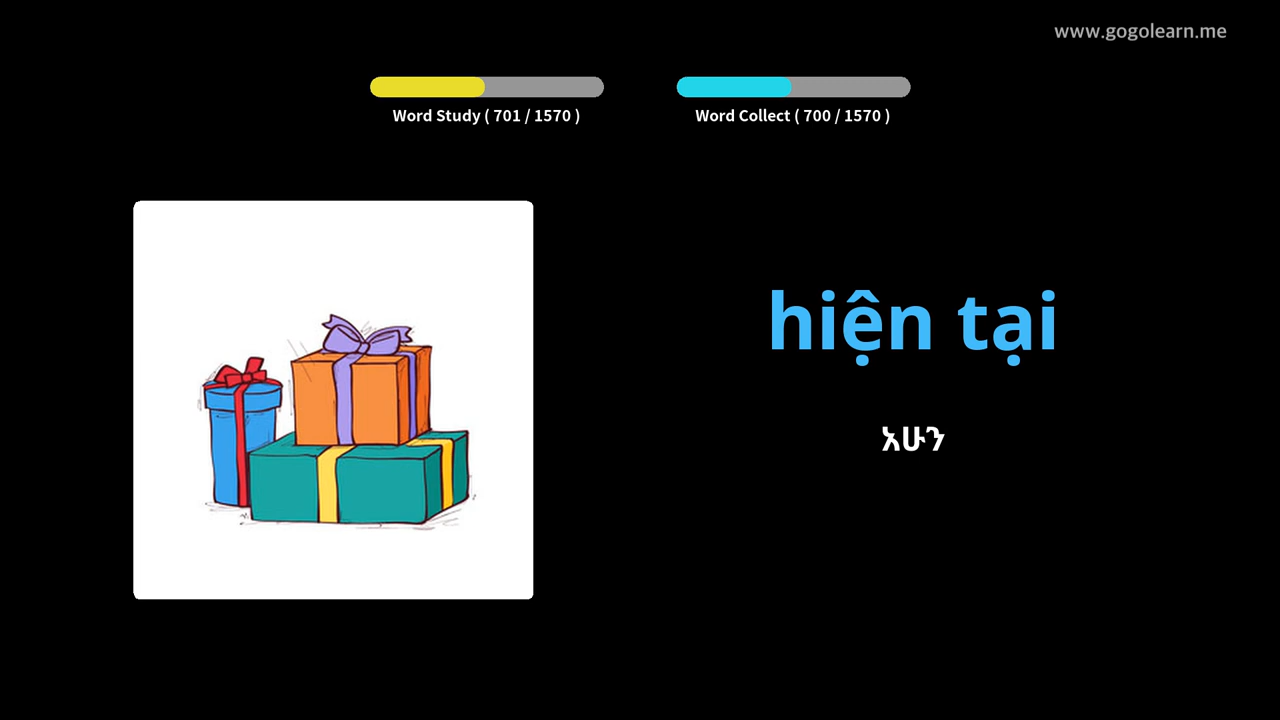 www.gogolearn.me
Word Study ( 701 / 1570 )
Word Collect ( 700 / 1570 )
hiện tại
አሁን